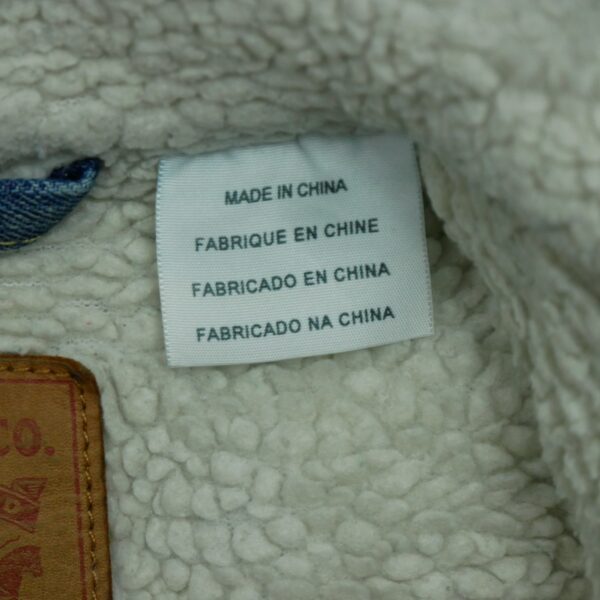 MADE IN CHINA
FABRIQUE EN CHINE
FABRICADO EN CHINA
FABRICADO NA CHINA
CO.